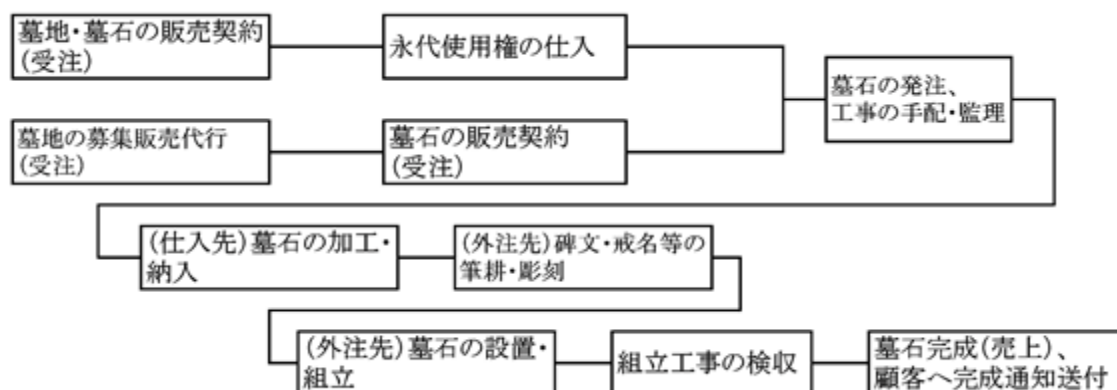 墓地・墓石の販売契約
(受注)
永代使用権の仕入
墓地の募集販売代行
(受注)
墓石の販売契約
(受注)
墓石の発注、
工事の手配・監理
(仕入先)墓石の加工・
納入
(外注先)碑文・戒名等の
筆耕・彫刻
(外注先)墓石の設置・
組立
組立工事の検収
墓石完成(売上)、
顧客へ完成通知送付